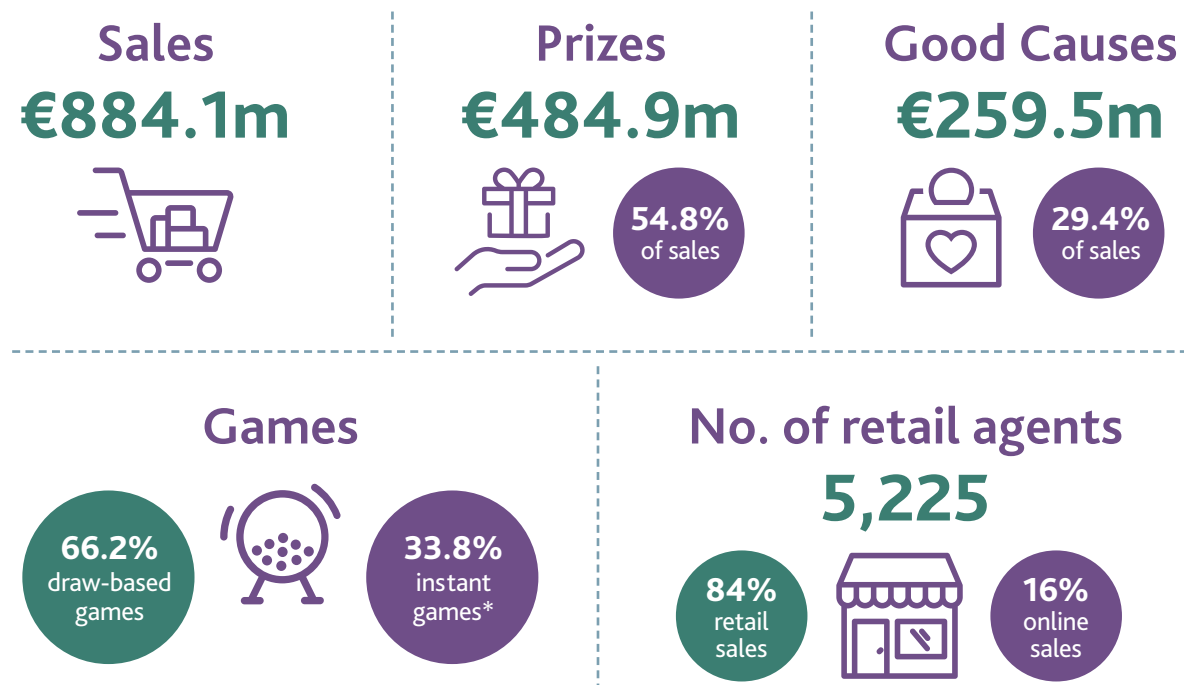 Sales
€884.1m
Prizes
€484.9m
54.8%
of sales
Good Causes
€259.5m
29.4%
of sales
Games
66.2%
draw-based
games
33.8%
instant
games*
No. of retail agents
5,225
84%
retail
sales
16%
online
sales